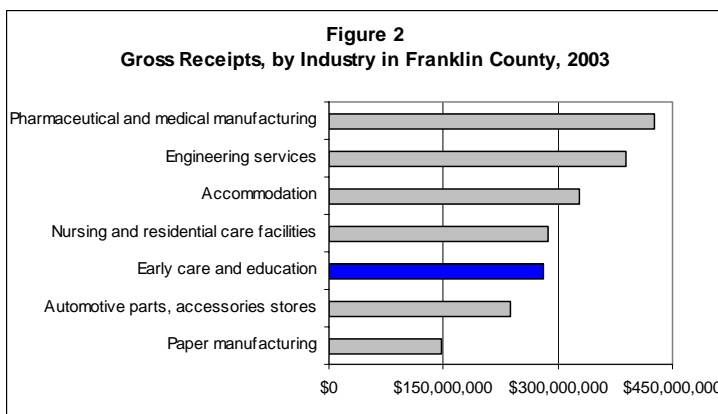 Figure 2
Gross Receipts, by Industry in Franklin County, 2003
Pharmaceutical and medical manufacturing
Engineering services
Accommodation
Nursing and residential care facilities
Early care and education
Automotive parts, accessories stores
Paper manufacturing
$0 $150,000,000 $300,000,000 $450,000,000